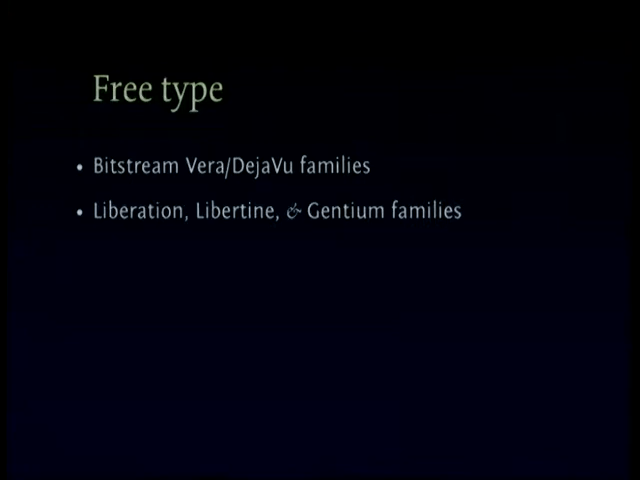 Free type
• Bitstream Vera/DejaVu families
• Liberation, Libertine, & Gentium families